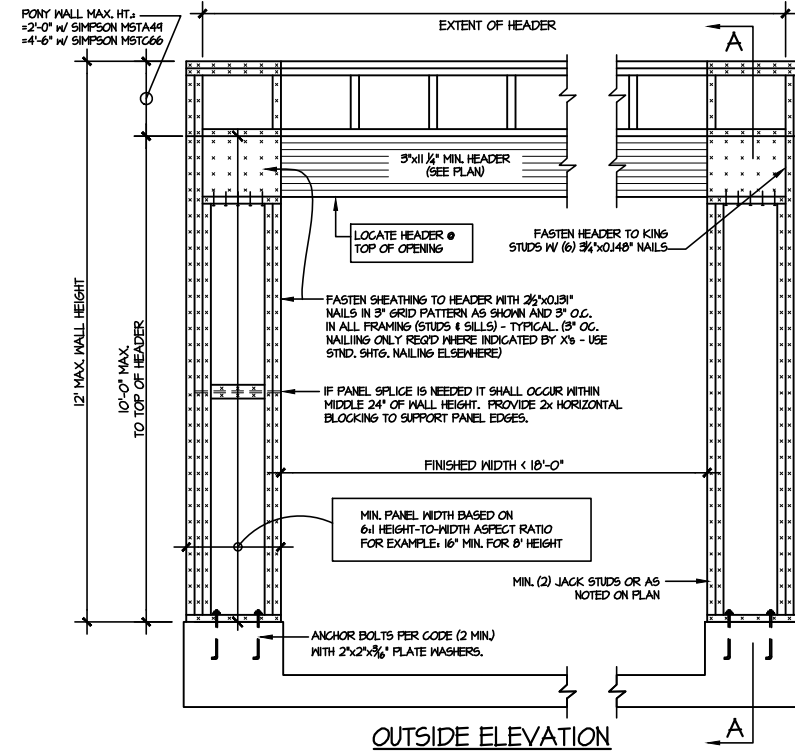 PONY WALL MAX. HT.:
=2'-0" W/ SIMPSON MSTA49
=4'-6" W/ SIMPSON MSTC66
EXTENT OF HEADER
A
3"x11 1/4" MIN. HEADER
(SEE PLAN)
LOCATE HEADER @
TOP OF OPENING
FASTEN HEADER TO KING
STUDS W/ (6) 3 1/4"x0.148" NAILS
FASTEN SHEATHING TO HEADER WITH 2 1/2"x0.131"
NAILS IN 3" GRID PATTERN AS SHOWN AND 3" O.C.
IN ALL FRAMING (STUDS & SILLS) - TYPICAL. (3" OC.
NAILIING ONLY REQ'D WHERE INDICATED BY X's - USE
STND. SHTG. NAILING ELSEWHERE)
12' MAX. WALL HEIGHT
10'-0" MAX.
TO TOP OF HEADER
IF PANEL SPLICE IS NEEDED IT SHALL OCCUR WITHIN
MIDDLE 24" OF WALL HEIGHT. PROVIDE 2x HORIZONTAL
BLOCKING TO SUPPORT PANEL EDGES.
FINISHED WIDTH < 18'-0"
MIN. PANEL WIDTH BASED ON
6:1 HEIGHT-TO-WIDTH ASPECT RATIO
FOR EXAMPLE: 16" MIN. FOR 8' HEIGHT
MIN. (2) JACK STUDS OR AS
NOTED ON PLAN
ANCHOR BOLTS PER CODE (2 MIN.)
WITH 2"x2"x3/16" PLATE WASHERS.
A
OUTSIDE ELEVATION